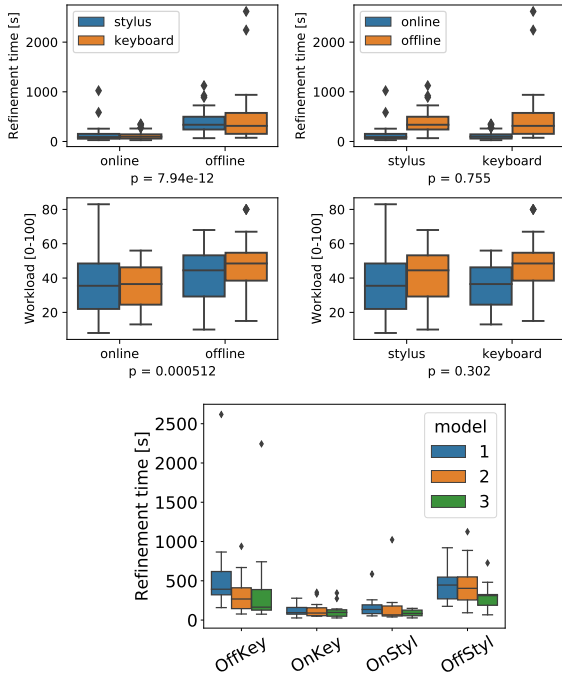 Refinement time [s]
2000
1000
0
stylus
keyboard
online
offline
p = 7.94e-12
Refinement time [s]
2000
1000
0
online
offline
stylus
keyboard
p = 0.755
Workload [0-100]
80
60
40
20
online
offline
p = 0.000512
Workload [0-100]
80
60
40
20
stylus
keyboard
p = 0.302
Refinement time [s]
2500
2000
1500
1000
500
0
model
1
2
3
OffKey
OnKey
OnStyl
OffStyl